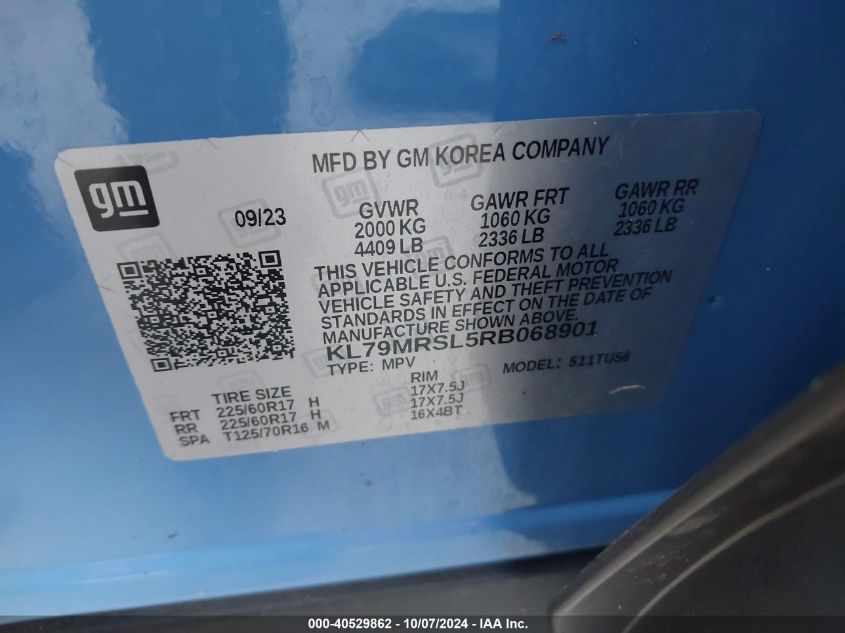 MFD BY GM KOREA COMPANY
gm
09/23
GVWR GAWR FRT GAWR RR
2000 KG 1060 KG 1060 KG
4409 LB 2336 LB 2336 LB
THIS VEHICLE CONFORMS TO ALL
APPLICABLE U.S. FEDERAL MOTOR
VEHICLE SAFETY AND THEFT PREVENTION
STANDARDS IN EFFECT ON THE DATE OF
MANUFACTURE SHOWN ABOVE.
KL79MRSL5RB068901
TYPE: MPV MODEL: 511TU56
TIRE SIZE RIM
FRT 225/60R17 H 17X7.5J
RR 225/60R17 H 17X7.5J
SPA T125/70R16 M 16X4BT
000-40529862 - 10/07/2024 - IAA Inc.